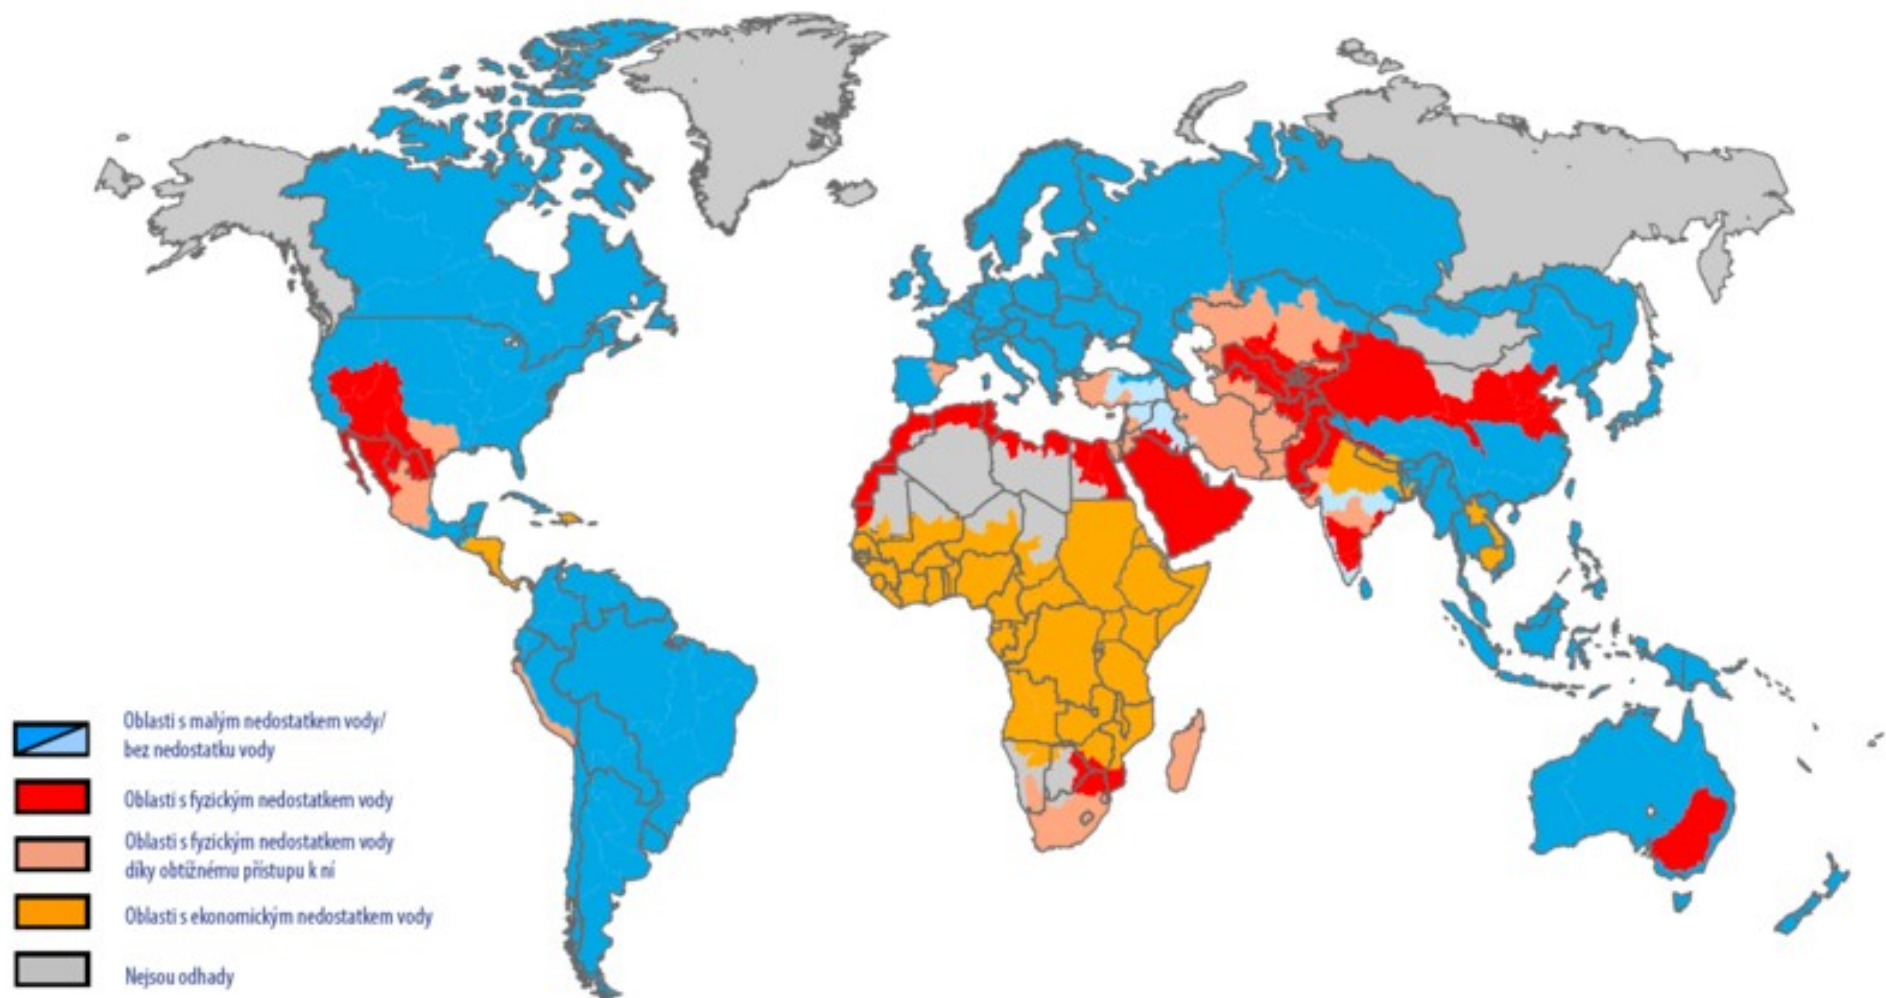 Oblasti s malým nedostatkem vody/
bez nedostatku vody
Oblasti s fyzickým nedostatkem vody
Oblasti s fyzickým nedostatkem vody
díky obtížnému přístupu k ní
Oblasti s ekonomickým nedostatkem vody
Nejsou odhady